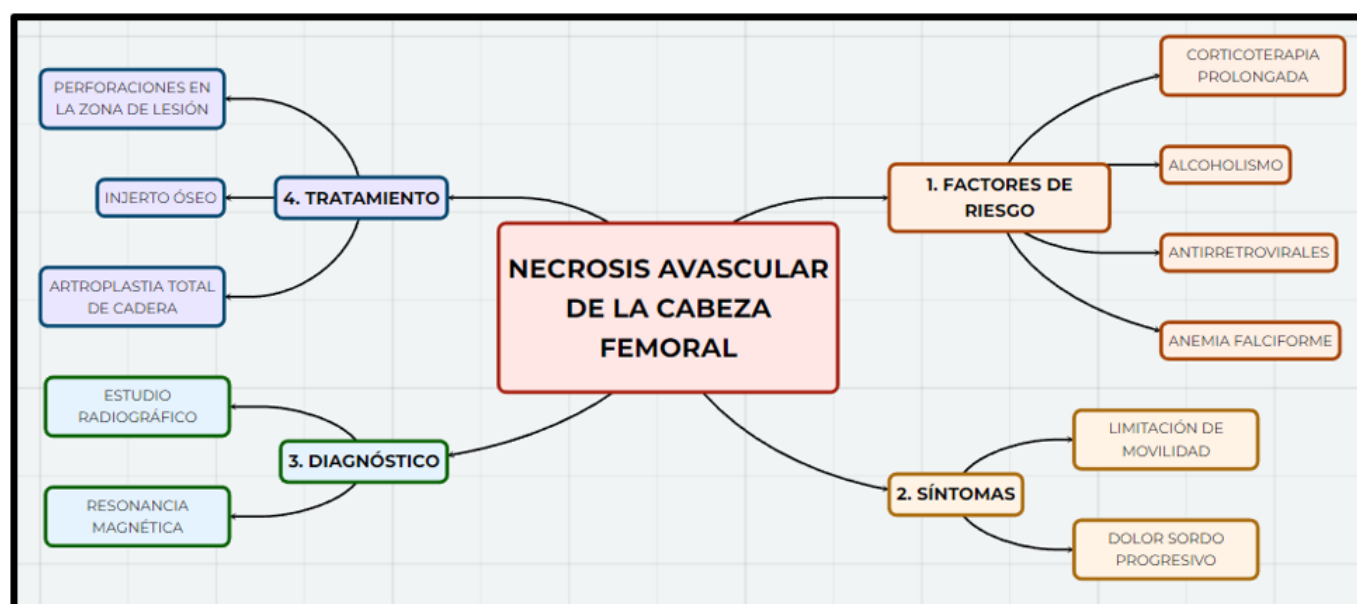 NECROSIS AVASCULAR
DE LA CABEZA
FEMORAL
1. FACTORES DE
RIESGO
CORTICOTERAPIA
PROLONGADA
ALCOHOLISMO
ANTIRRETROVIRALES
ANEMIA FALCIFORME
2. SÍNTOMAS
LIMITACIÓN DE
MOVILIDAD
DOLOR SORDO
PROGRESIVO
3. DIAGNÓSTICO
ESTUDIO
RADIOGRÁFICO
RESONANCIA
MAGNÉTICA
4. TRATAMIENTO
PERFORACIONES EN
LA ZONA DE LESIÓN
INJERTO ÓSEO
ARTROPLASTIA TOTAL
DE CADERA